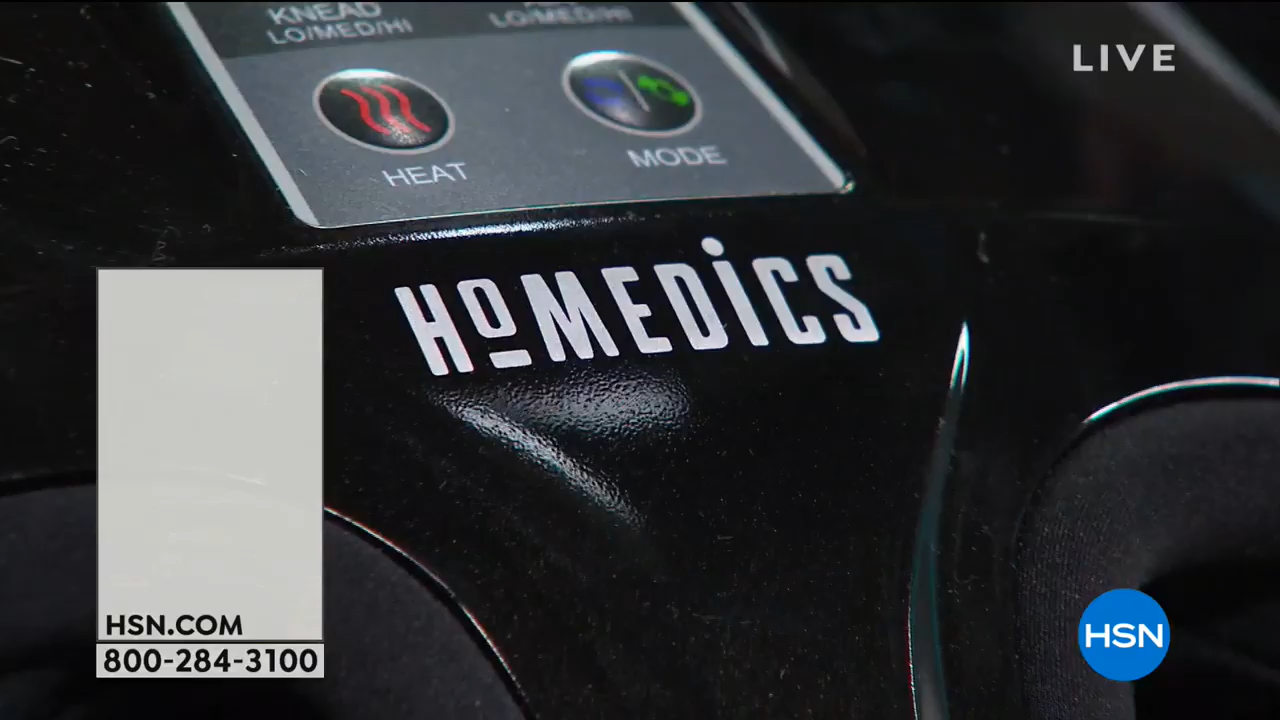 KNEAD
LO/MED/HI
LO/MED/HI
LIVE
HEAT
MODE
HoMEDiCS
HSN.COM
800-284-3100
HSN